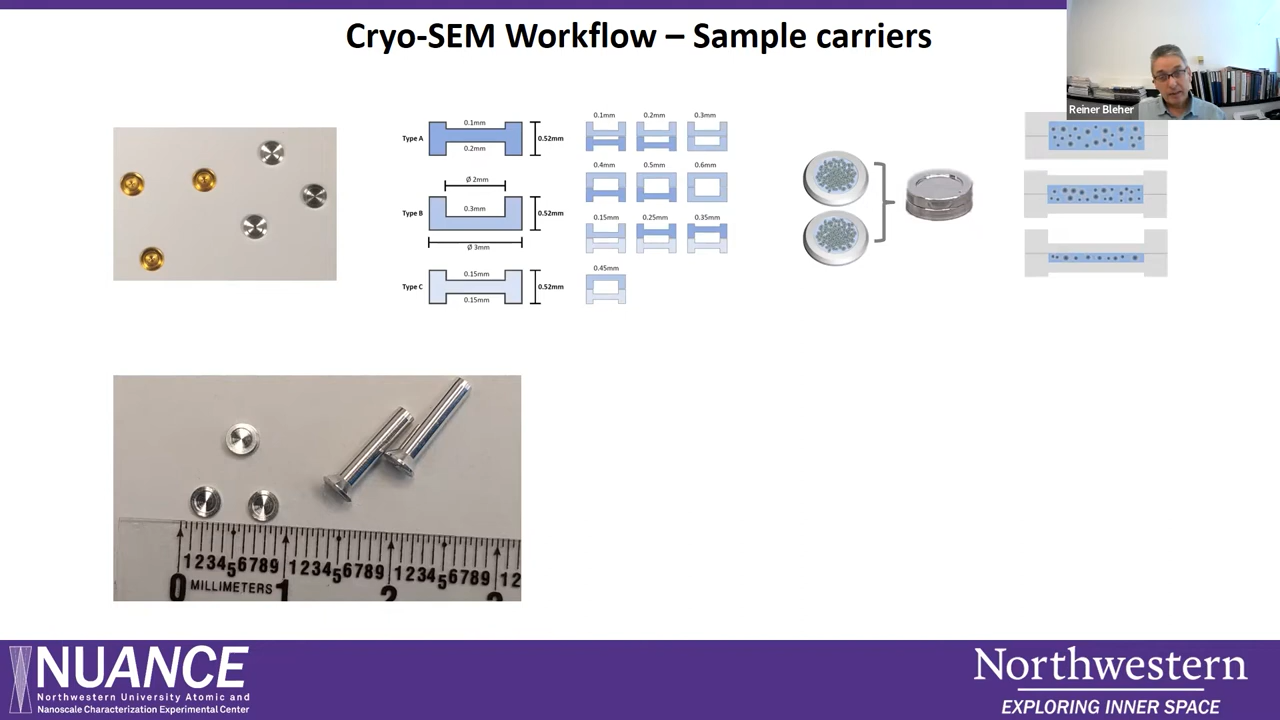 Cryo-SEM Workflow – Sample carriers
Reiner Bleher
Type A
0.1mm
0.2mm
0.52mm
Ø 2mm
Type B
0.3mm
0.52mm
Ø 3mm
Type C
0.15mm
0.15mm
0.52mm
0.1mm 0.2mm 0.3mm
0.4mm 0.5mm 0.6mm
0.15mm 0.25mm 0.35mm
0.45mm
1 2 3 4 5 6 7 8 9 1 2 3 4 5 6 7 8 9 1 2 3 4 5 6 7 8 9 1 2
0 MILLIMETERS 1 2
NUANCE
Northwestern University Atomic and
Nanoscale Characterization Experimental Center
Northwestern
EXPLORING INNER SPACE